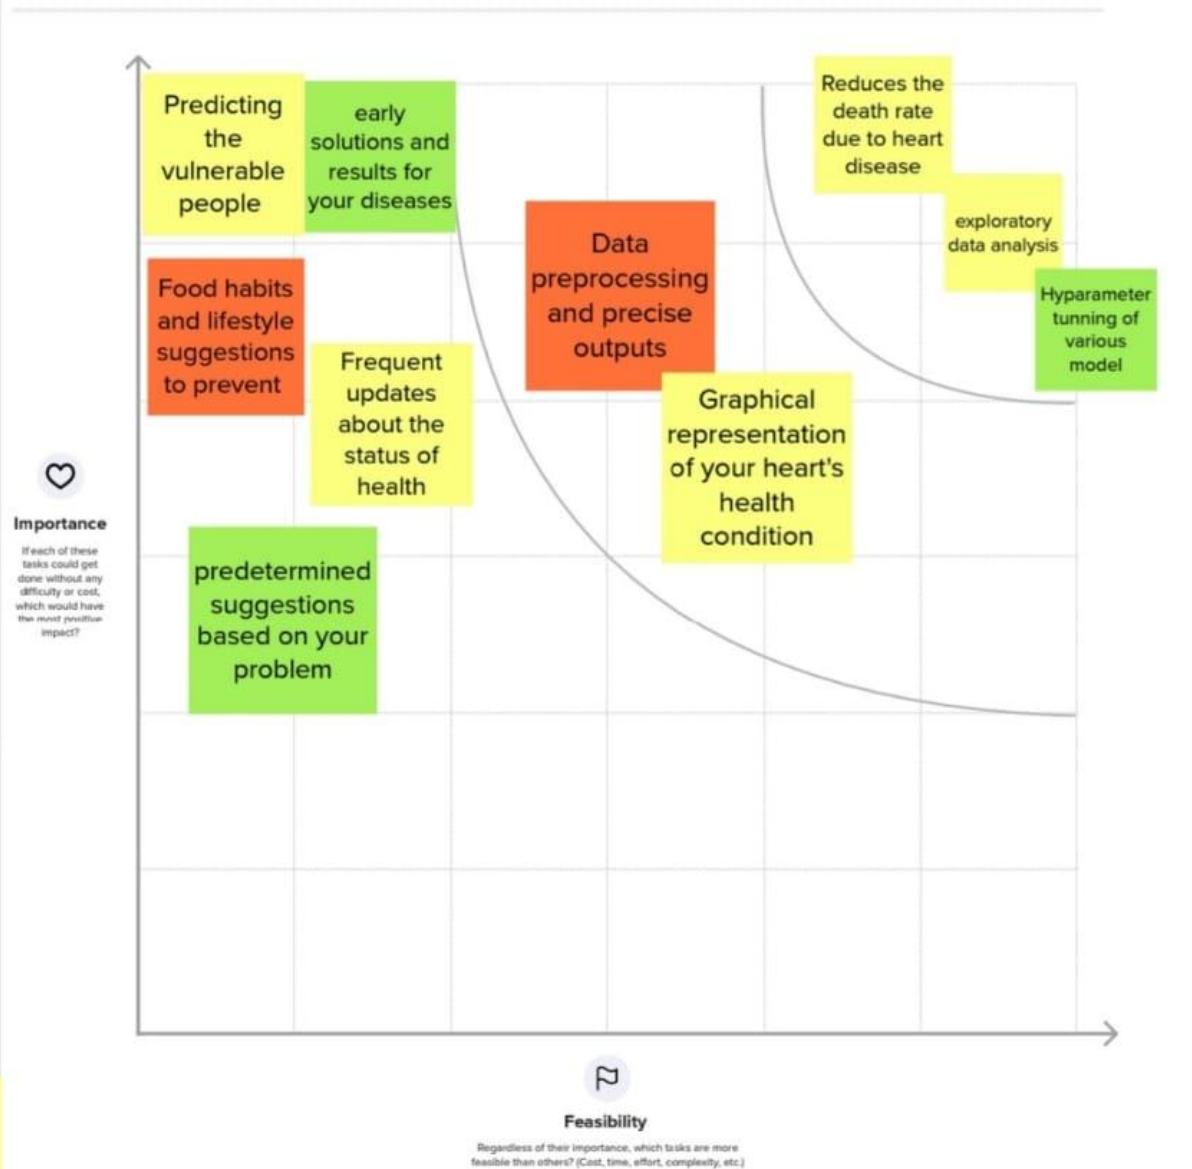 Predicting
the
vulnerable
people
early
solutions and
results for
your diseases
Reduces the
death rate
due to heart
disease
exploratory
data analysis
Data
preprocessing
and precise
outputs
Hyparameter
tunning of
various
model
Food habits
and lifestyle
suggestions
to prevent
Frequent
updates
about the
status of
health
Graphical
representation
of your heart's
health
condition
predetermined
suggestions
based on your
problem
Importance
If each of these
tasks could get
done without any
difficulty or cost,
which would have
the most positive
impact?
Feasibility
Regardless of their importance, which tasks are more
feasible than others? (Cost, time, effort, complexity, etc.)